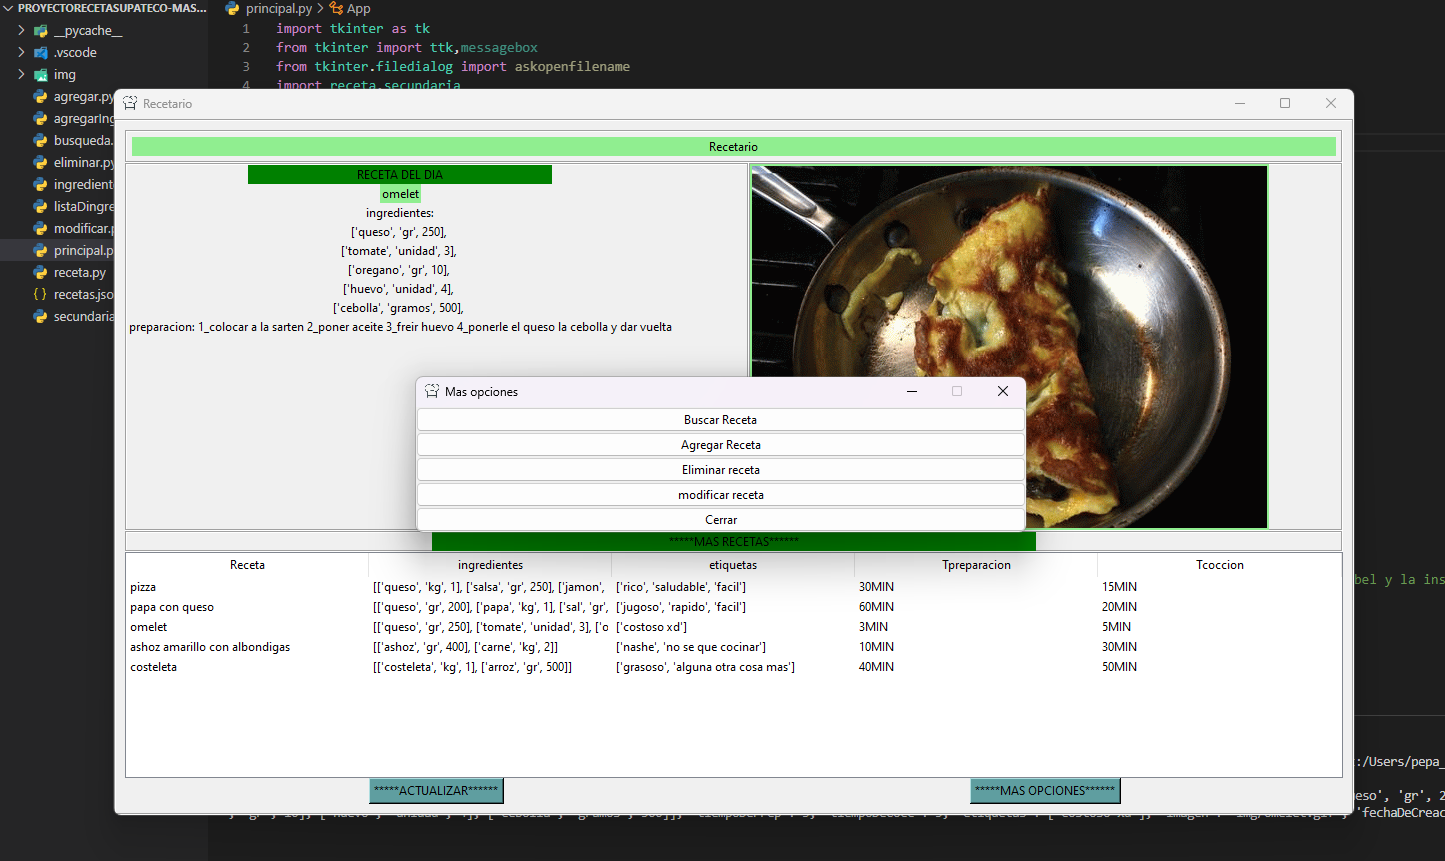 PROYECTORECETASUPATECO-MAS...
__pycache__
.vscode
img
agregar.py
agregarIng
busqueda.
eliminar.py
ingredient
listaDingre
modificar.p
principal.p
receta.py
recetas.jso
secundaria
principal.py > App
1 import tkinter as tk
2 from tkinter import ttk,messagebox
3 from tkinter.filedialog import askopenfilename
4 import receta,secundaria
Recetario
Recetario
RECETA DEL DIA
omelet
ingredientes:
['queso', 'gr', 250],
['tomate', 'unidad', 3],
['oregano', 'gr', 10],
['huevo', 'unidad', 4],
['cebolla', 'gramos', 500],
preparacion: 1_colocar a la sarten 2_poner aceite 3_freir huevo 4_ponerle el queso la cebolla y dar vuelta
Mas opciones
Buscar Receta
Agregar Receta
Eliminar receta
modificar receta
Cerrar
*****MAS RECETAS******
Receta ingredientes etiquetas Tpreparacion Tcoccion
pizza [['queso', 'kg', 1], ['salsa', 'gr', 250], ['jamon', ['rico', 'saludable', 'facil'] 30MIN 15MIN
papa con queso [['queso', 'gr', 200], ['papa', 'kg', 1], ['sal', 'gr', ['jugoso', 'rapido', 'facil'] 60MIN 20MIN
omelet [['queso', 'gr', 250], ['tomate', 'unidad', 3], ['o ['costoso xd'] 3MIN 5MIN
ashoz amarillo con albondigas [['ashoz', 'gr', 400], ['carne', 'kg', 2]] ['nashe', 'no se que cocinar'] 10MIN 30MIN
costeleta [['costeleta', 'kg', 1], ['arroz', 'gr', 500]] ['grasoso', 'alguna otra cosa mas'] 40MIN 50MIN
*****ACTUALIZAR****** *****MAS OPCIONES******
bel y la ins
:/Users/pepa_
eso', 'gr', 2
'fechaDeCreac